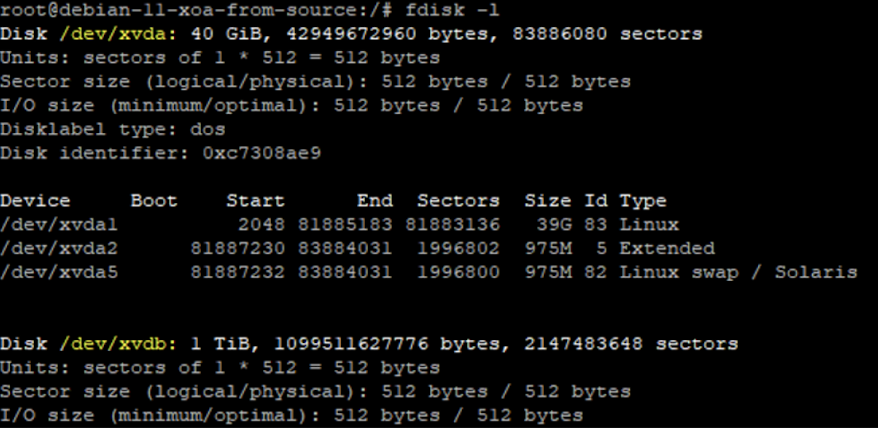 root@debian-11-xoa-from-source:/# fdisk -l
Disk /dev/xvda: 40 GiB, 42949672960 bytes, 83886080 sectors
Units: sectors of 1 * 512 = 512 bytes
Sector size (logical/physical): 512 bytes / 512 bytes
I/O size (minimum/optimal): 512 bytes / 512 bytes
Disklabel type: dos
Disk identifier: 0xc7308ae9
Device     Boot    Start      End  Sectors  Size Id Type
/dev/xvda1          2048 81885183 81883136   39G 83 Linux
/dev/xvda2      81887230 83884031  1996802  975M  5 Extended
/dev/xvda5      81887232 83884031  1996800  975M 82 Linux swap / Solaris
Disk /dev/xvdb: 1 TiB, 1099511627776 bytes, 2147483648 sectors
Units: sectors of 1 * 512 = 512 bytes
Sector size (logical/physical): 512 bytes / 512 bytes
I/O size (minimum/optimal): 512 bytes / 512 bytes